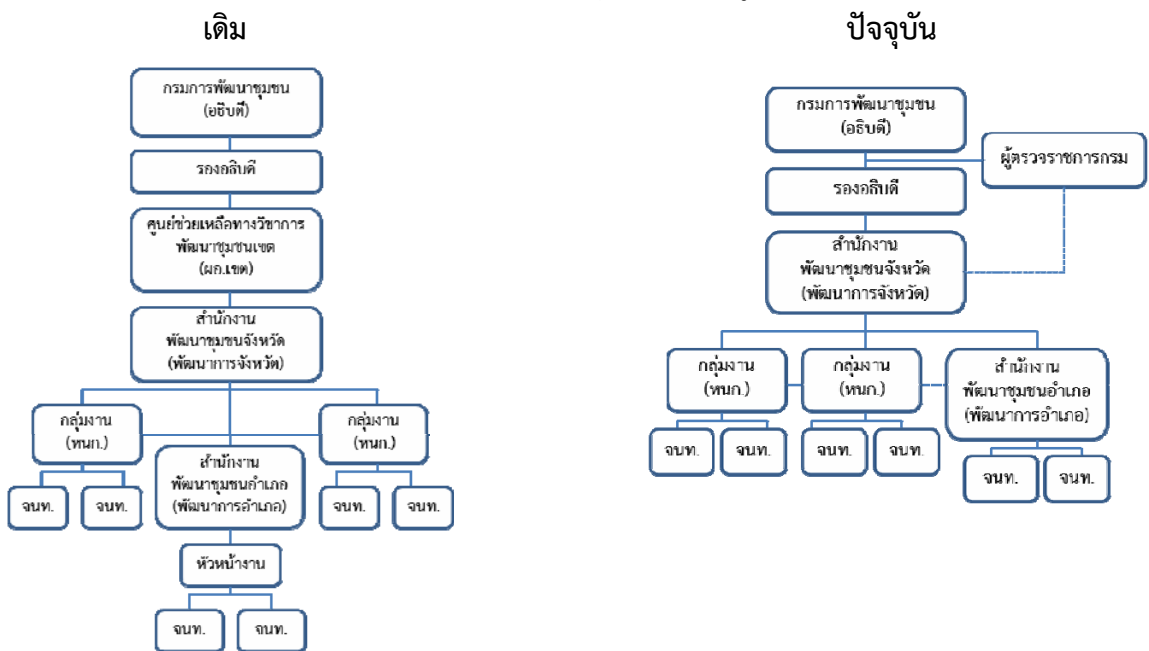 เดิม
กรมการพัฒนาชุมชน
(อธิบดี)
รองอธิบดี
ศูนย์ช่วยเหลือทางวิชาการ
พัฒนาชุมชนเขต
(ผอ.เขต)
สำนักงาน
พัฒนาชุมชนจังหวัด
(พัฒนาการจังหวัด)
กลุ่มงาน
(หนก.)
กลุ่มงาน
(หนก.)
สำนักงาน
พัฒนาชุมชนอำเภอ
(พัฒนาการอำเภอ)
จนท.
จนท.
จนท.
จนท.
หัวหน้างาน
จนท.
จนท.
ปัจจุบัน
กรมการพัฒนาชุมชน
(อธิบดี)
ผู้ตรวจราชการกรม
รองอธิบดี
สำนักงาน
พัฒนาชุมชนจังหวัด
(พัฒนาการจังหวัด)
กลุ่มงาน
(หนก.)
กลุ่มงาน
(หนก.)
สำนักงาน
พัฒนาชุมชนอำเภอ
(พัฒนาการอำเภอ)
จนท.
จนท.
จนท.
จนท.
จนท.
จนท.